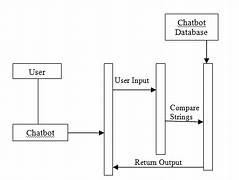 Chatbot
Database
User
User Input
Compare
Strings
Chatbot
Return Output